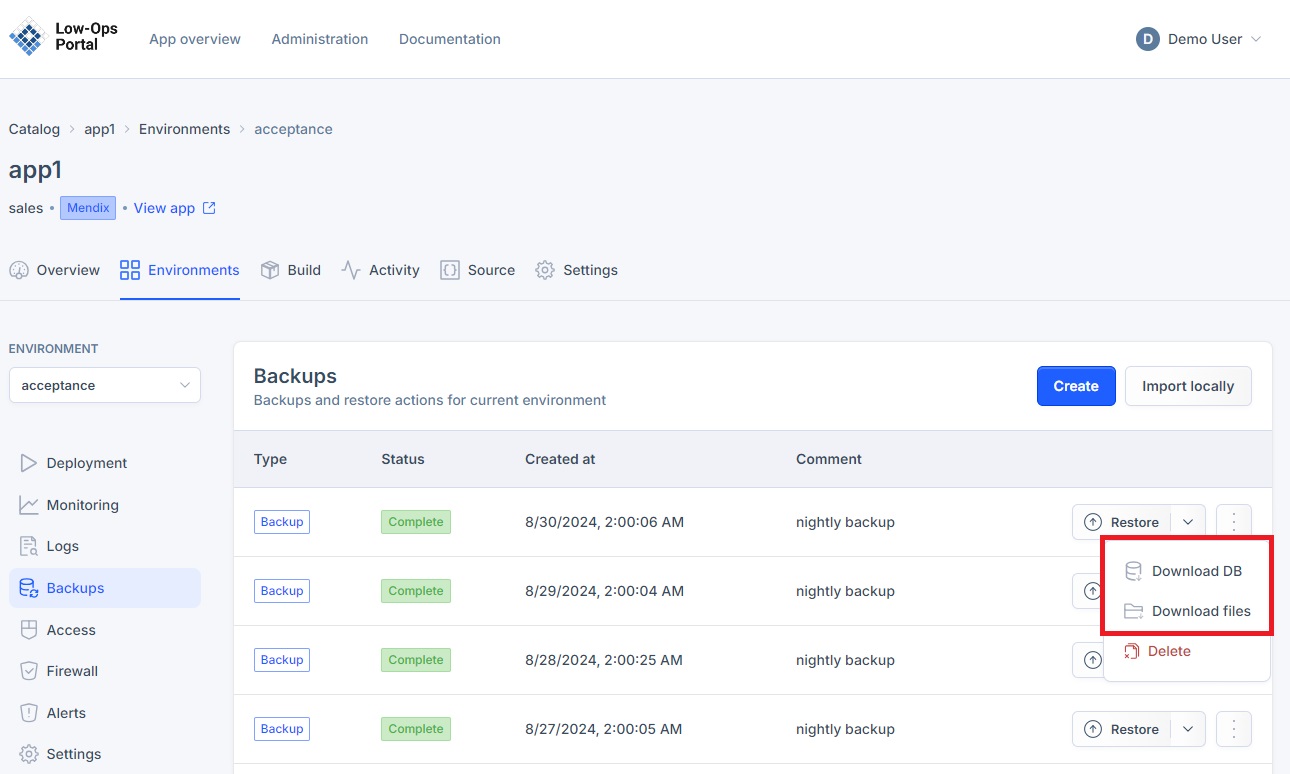 Low-Ops
Portal
App overview Administration Documentation
D Demo User
Catalog > app1 > Environments > acceptance
app1
sales • Mendix • View app
Overview Environments Build Activity Source Settings
ENVIRONMENT
acceptance
Deployment
Monitoring
Logs
Backups
Access
Firewall
Alerts
Settings
Backups
Backups and restore actions for current environment
Create Import locally
Type Status Created at Comment
Backup Complete 8/30/2024, 2:00:06 AM nightly backup Restore
Download DB
Download files
Delete
Backup Complete 8/29/2024, 2:00:04 AM nightly backup
Backup Complete 8/28/2024, 2:00:25 AM nightly backup
Backup Complete 8/27/2024, 2:00:05 AM nightly backup Restore